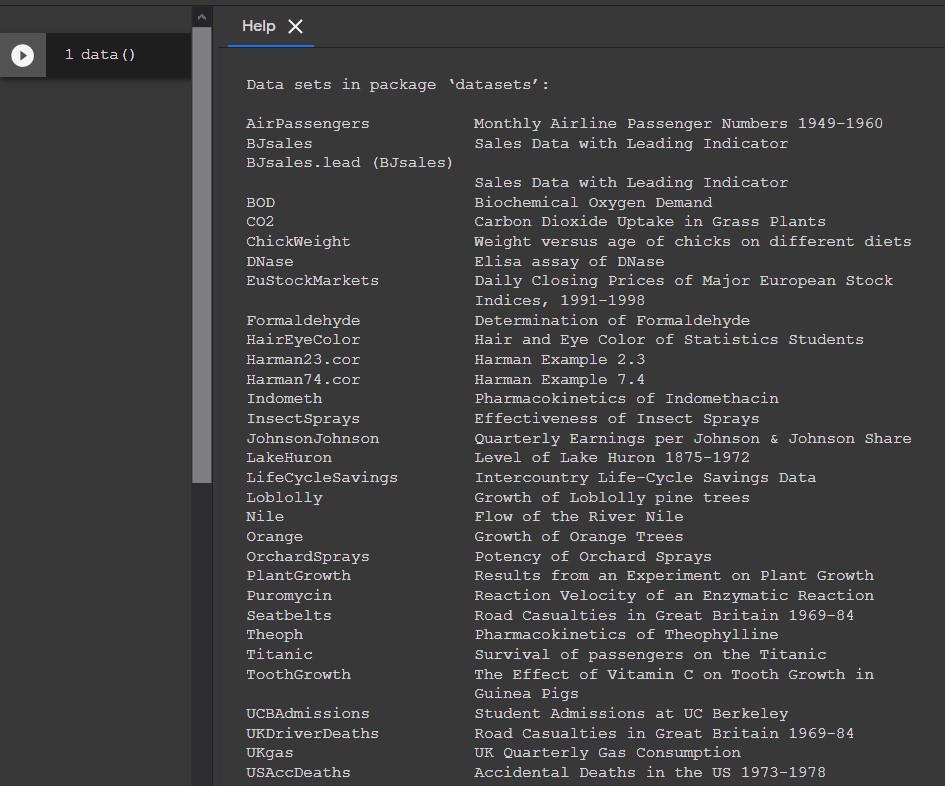 Help
1 data()
Data sets in package ‘datasets’:
AirPassengers Monthly Airline Passenger Numbers 1949-1960
BJsales Sales Data with Leading Indicator
BJsales.lead (BJsales)
Sales Data with Leading Indicator
BOD Biochemical Oxygen Demand
CO2 Carbon Dioxide Uptake in Grass Plants
ChickWeight Weight versus age of chicks on different diets
DNase Elisa assay of DNase
EuStockMarkets Daily Closing Prices of Major European Stock
Indices, 1991-1998
Formaldehyde Determination of Formaldehyde
HairEyeColor Hair and Eye Color of Statistics Students
Harman23.cor Harman Example 2.3
Harman74.cor Harman Example 7.4
Indometh Pharmacokinetics of Indomethacin
InsectSprays Effectiveness of Insect Sprays
JohnsonJohnson Quarterly Earnings per Johnson & Johnson Share
LakeHuron Level of Lake Huron 1875-1972
LifeCycleSavings Intercountry Life-Cycle Savings Data
Loblolly Growth of Loblolly pine trees
Nile Flow of the River Nile
Orange Growth of Orange Trees
OrchardSprays Potency of Orchard Sprays
PlantGrowth Results from an Experiment on Plant Growth
Puromycin Reaction Velocity of an Enzymatic Reaction
Seatbelts Road Casualties in Great Britain 1969-84
Theoph Pharmacokinetics of Theophylline
Titanic Survival of passengers on the Titanic
ToothGrowth The Effect of Vitamin C on Tooth Growth in
Guinea Pigs
UCBAdmissions Student Admissions at UC Berkeley
UKDriverDeaths Road Casualties in Great Britain 1969-84
UKgas UK Quarterly Gas Consumption
USAccDeaths Accidental Deaths in the US 1973-1978